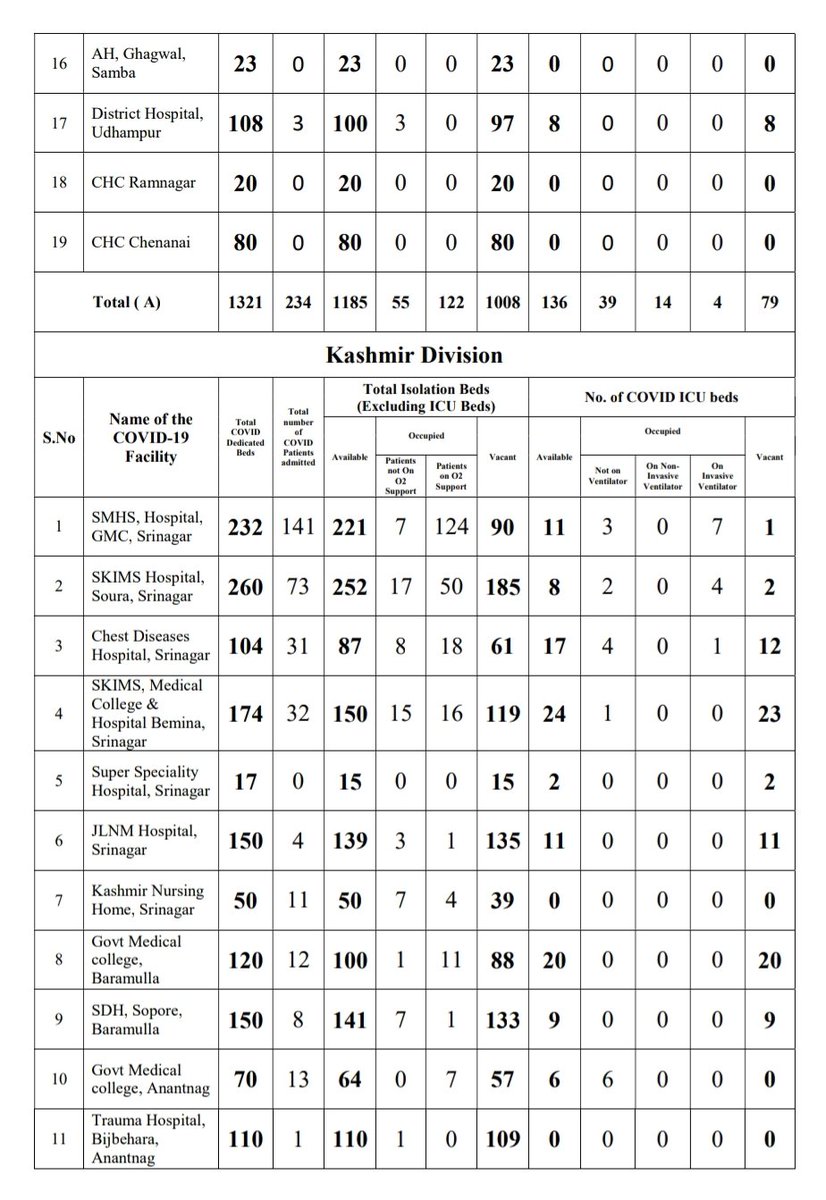 16 AH, Ghagwal, Samba 23 0 23 0 0 23 0 0 0 0 0
17 District Hospital, Udhampur 108 3 100 3 0 97 8 0 0 0 8
18 CHC Ramnagar 20 0 20 0 0 20 0 0 0 0 0
19 CHC Chenanai 80 0 80 0 0 80 0 0 0 0 0
Total ( A) 1321 234 1185 55 122 1008 136 39 14 4 79
Kashmir Division
S.No
Name of the COVID-19 Facility
Total COVID Dedicated Beds
Total number of COVID Patients admitted
Total Isolation Beds (Excluding ICU Beds)
No. of COVID ICU beds
Available
Occupied
Patients not On O2 Support
Patients on O2 Support
Vacant
Available
Occupied
Not on Ventilator
On Non-Invasive Ventilator
On Invasive Ventilator
Vacant
1 SMHS, Hospital, GMC, Srinagar 232 141 221 7 124 90 11 3 0 7 1
2 SKIMS Hospital, Soura, Srinagar 260 73 252 17 50 185 8 2 0 4 2
3 Chest Diseases Hospital, Srinagar 104 31 87 8 18 61 17 4 0 1 12
4 SKIMS, Medical College & Hospital Bemina, Srinagar 174 32 150 15 16 119 24 1 0 0 23
5 Super Speciality Hospital, Srinagar 17 0 15 0 0 15 2 0 0 0 2
6 JLNM Hospital, Srinagar 150 4 139 3 1 135 11 0 0 0 11
7 Kashmir Nursing Home, Srinagar 50 11 50 7 4 39 0 0 0 0 0
8 Govt Medical college, Baramulla 120 12 100 1 11 88 20 0 0 0 20
9 SDH, Sopore, Baramulla 150 8 141 7 1 133 9 0 0 0 9
10 Govt Medical college, Anantnag 70 13 64 0 7 57 6 6 0 0 0
11 Trauma Hospital, Bijbehara, Anantnag 110 1 110 1 0 109 0 0 0 0 0